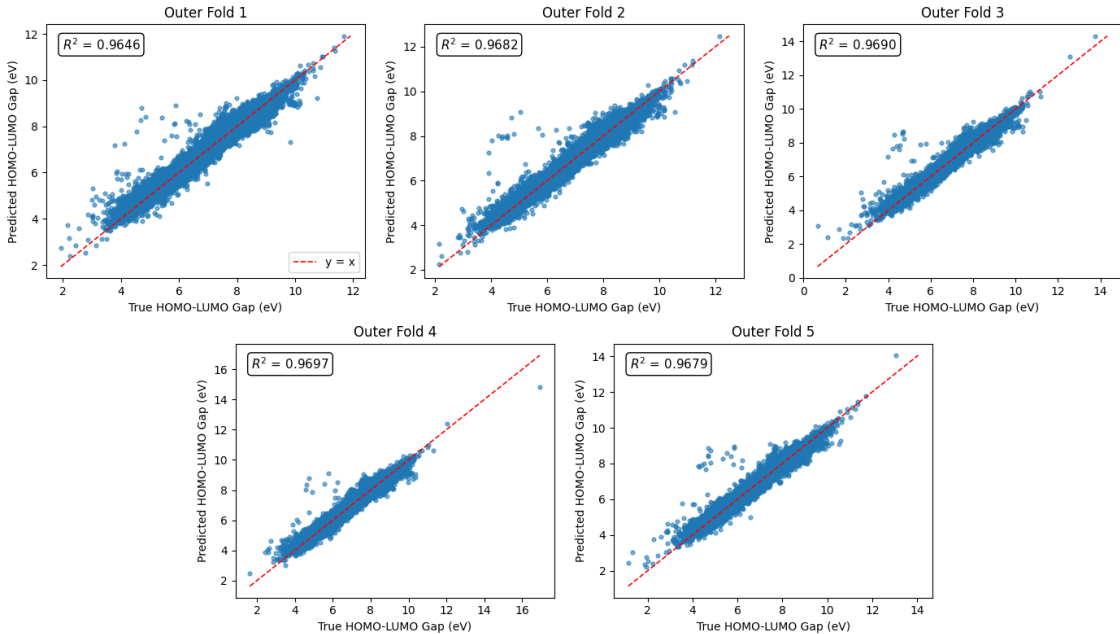 Outer Fold 1
R² = 0.9646
Predicted HOMO-LUMO Gap (eV)
12
10
8
6
4
2
2 4 6 8 10 12
True HOMO-LUMO Gap (eV)
y = x
Outer Fold 2
R² = 0.9682
Predicted HOMO-LUMO Gap (eV)
12
10
8
6
4
2
2 4 6 8 10 12
True HOMO-LUMO Gap (eV)
Outer Fold 3
R² = 0.9690
Predicted HOMO-LUMO Gap (eV)
14
12
10
8
6
4
2
0
0 2 4 6 8 10 12 14
True HOMO-LUMO Gap (eV)
Outer Fold 4
R² = 0.9697
Predicted HOMO-LUMO Gap (eV)
16
14
12
10
8
6
4
2
2 4 6 8 10 12 14 16
True HOMO-LUMO Gap (eV)
Outer Fold 5
R² = 0.9679
Predicted HOMO-LUMO Gap (eV)
14
12
10
8
6
4
2
2 4 6 8 10 12 14
True HOMO-LUMO Gap (eV)